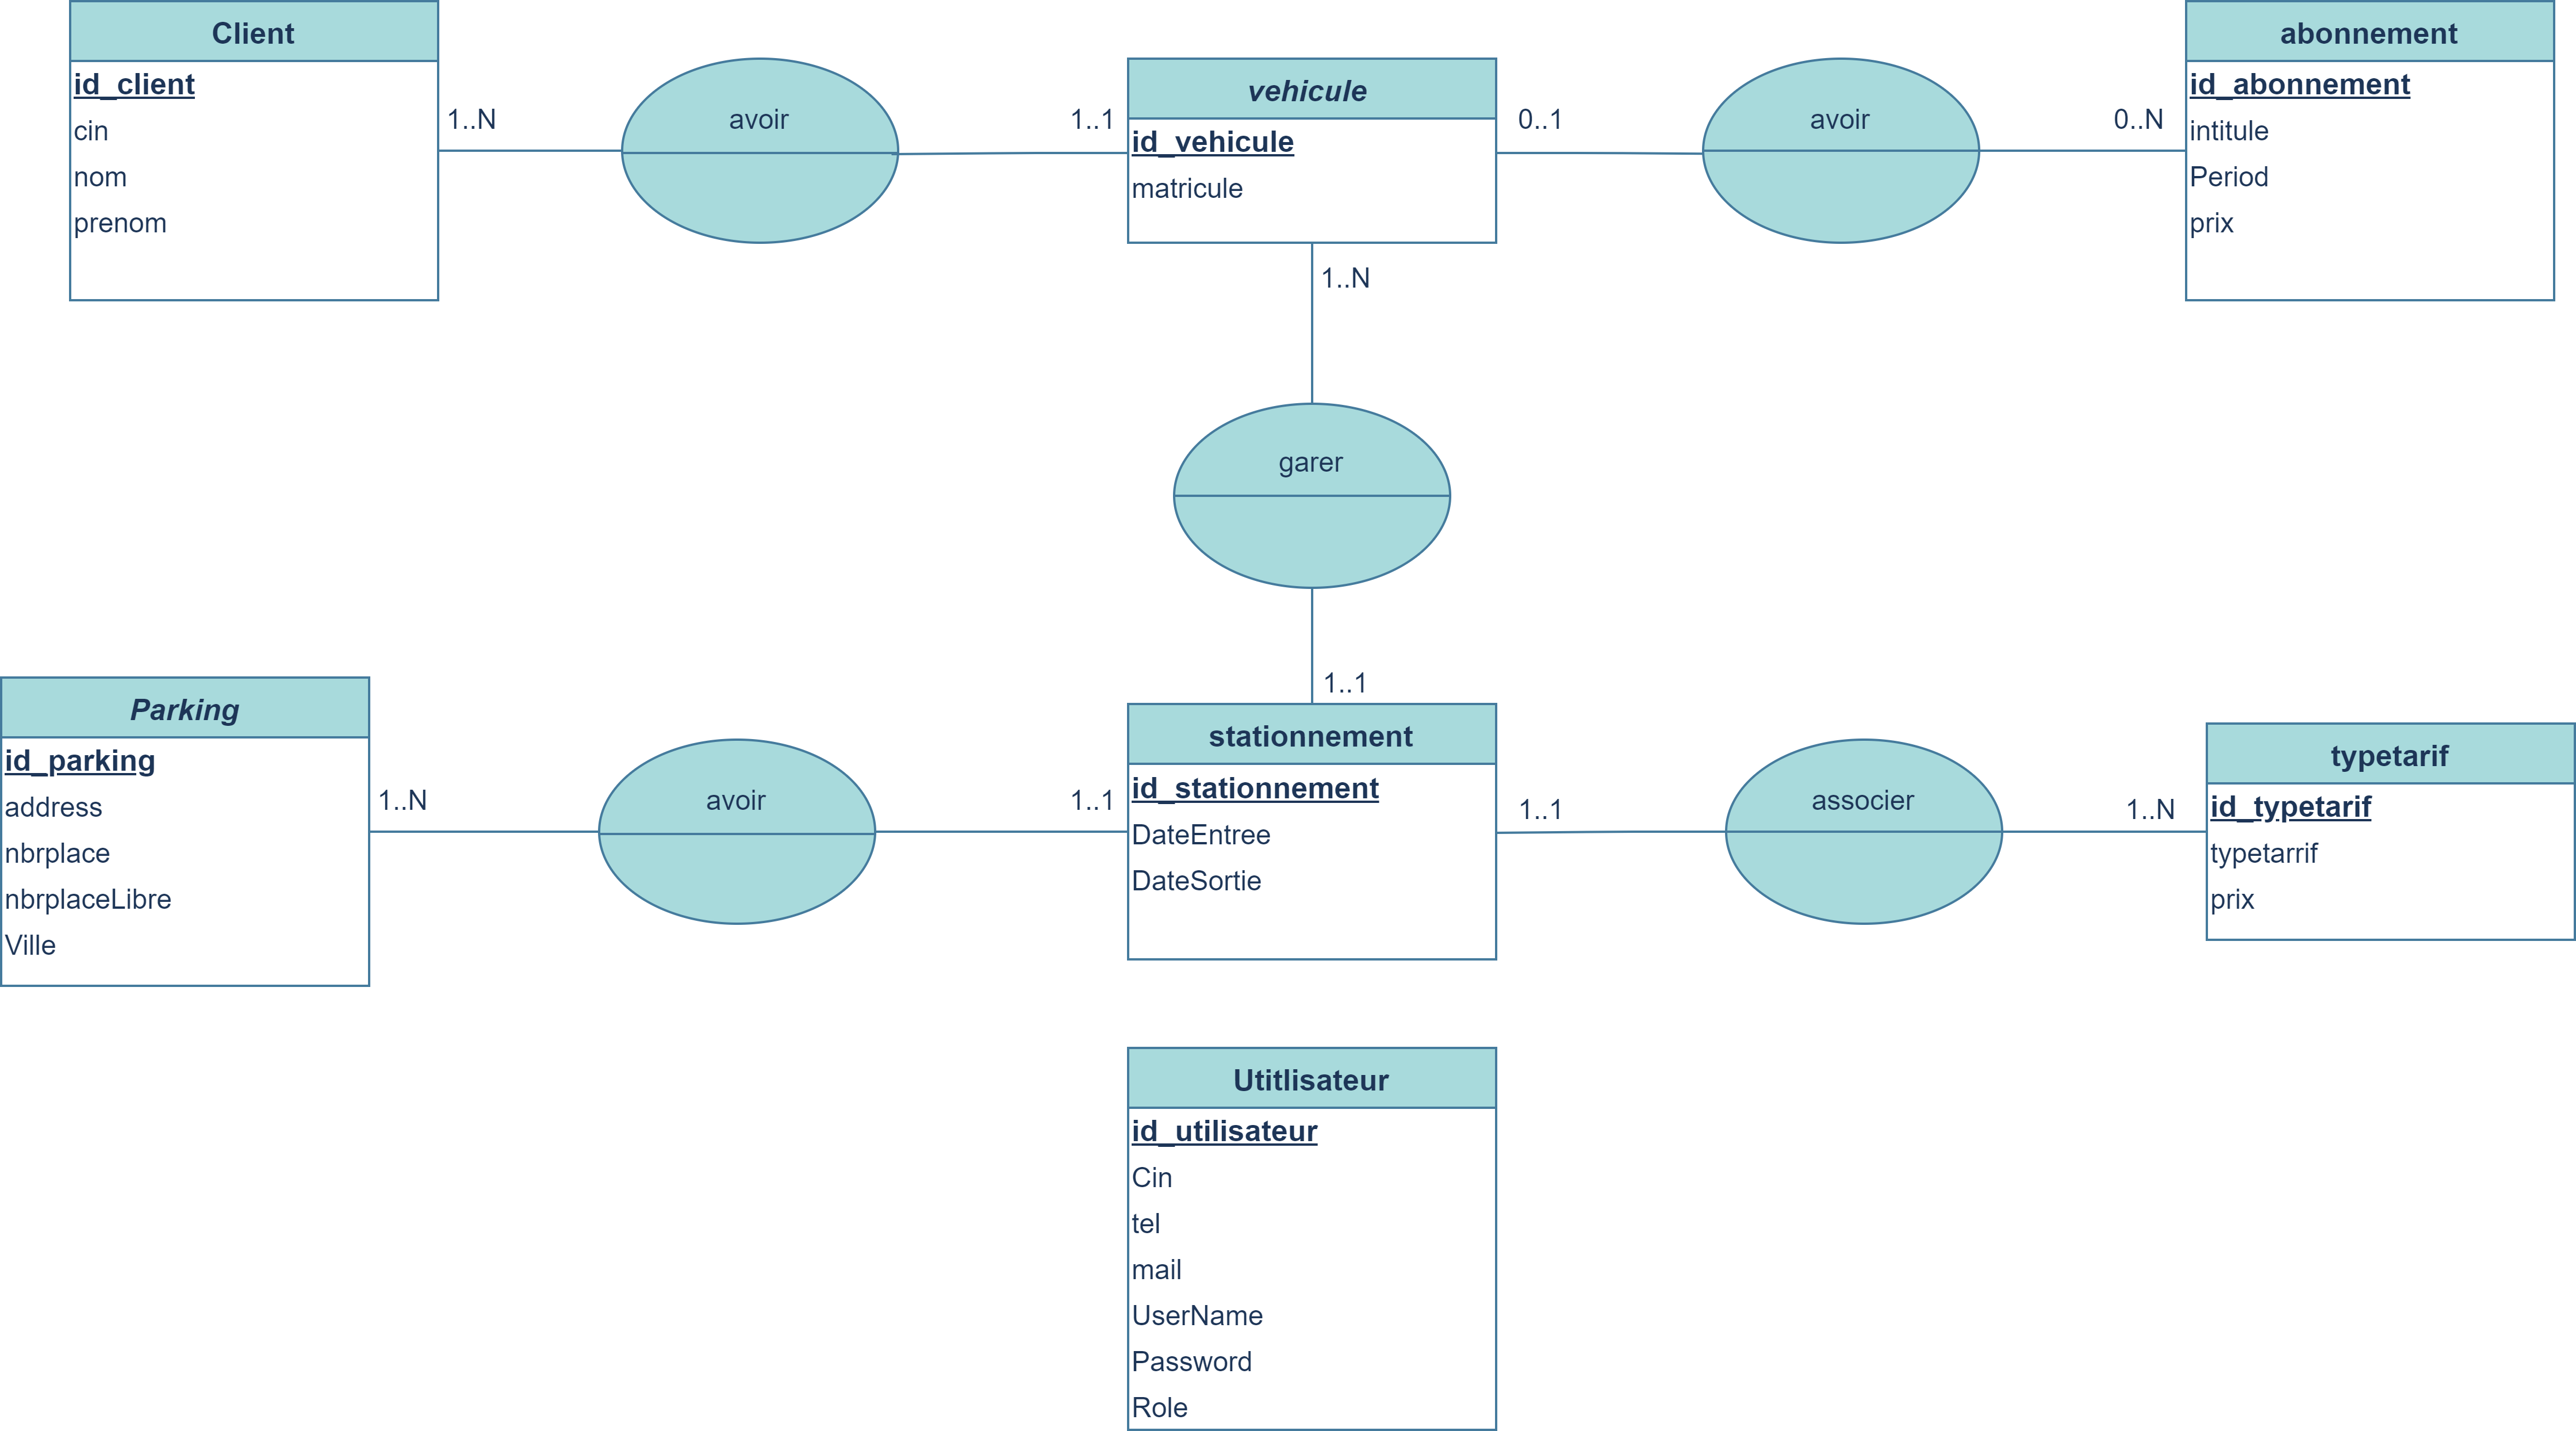 Client
id_client
cin
nom
prenom
1..N
avoir
1..1
vehicule
id_vehicule
matricule
0..1
avoir
0..N
abonnement
id_abonnement
intitule
Period
prix
1..N
garer
1..1
Parking
id_parking
address
nbrplace
nbrplaceLibre
Ville
1..N
avoir
1..1
stationnement
id_stationnement
DateEntree
DateSortie
1..1
associer
1..N
typetarif
id_typetarif
typetarrif
prix
Utitlisateur
id_utilisateur
Cin
tel
mail
UserName
Password
Role